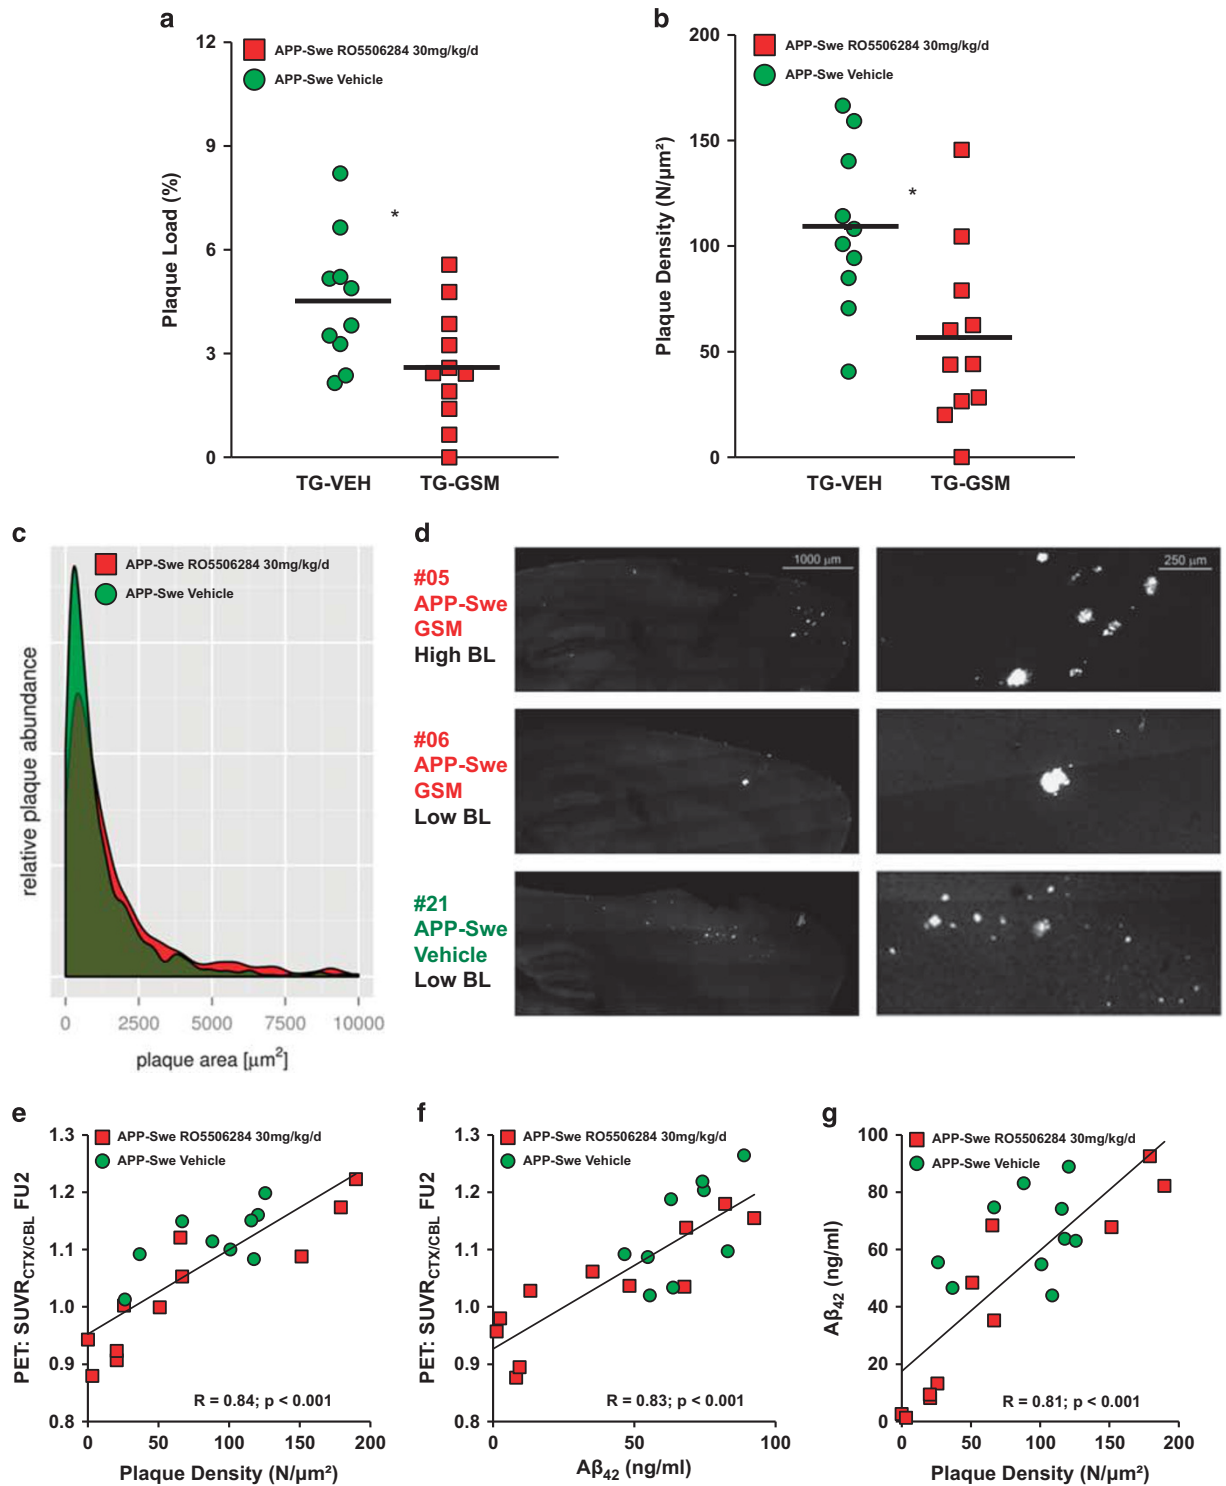 a
APP-Swe RO5506284 30mg/kg/d
APP-Swe Vehicle
Plaque Load (%)
12
9
6
3
0
*
TG-VEH TG-GSM
b
APP-Swe RO5506284 30mg/kg/d
APP-Swe Vehicle
Plaque Density (N/µm²)
200
150
100
50
0
*
TG-VEH TG-GSM
c
APP-Swe RO5506284 30mg/kg/d
APP-Swe Vehicle
relative plaque abundance
0 2500 5000 7500 10000
plaque area [µm²]
d
#05
APP-Swe
GSM
High BL
1000 µm
250 µm
#06
APP-Swe
GSM
Low BL
#21
APP-Swe
Vehicle
Low BL
e
APP-Swe RO5506284 30mg/kg/d
APP-Swe Vehicle
PET: SUVR_CTX/CBL FU2
1.3
1.2
1.1
1.0
0.9
0.8
R = 0.84; p < 0.001
0 50 100 150 200
Plaque Density (N/µm²)
f
APP-Swe RO5506284 30mg/kg/d
APP-Swe Vehicle
PET: SUVR_CTX/CBL FU2
1.3
1.2
1.1
1.0
0.9
0.8
R = 0.83; p < 0.001
0 50 100
Aβ₄₂ (ng/ml)
g
APP-Swe RO5506284 30mg/kg/d
APP-Swe Vehicle
Aβ₄₂ (ng/ml)
100
80
60
40
20
0
R = 0.81; p < 0.001
0 50 100 150 200
Plaque Density (N/µm²)